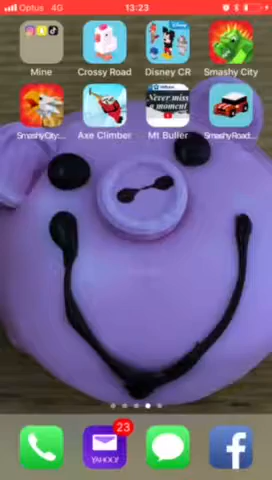 Optus 4G 13:23
Mine Crossy Road Disney CR Smashy City
Never miss
a moment
SmashyCity:... Axe Climber Mt Buller SmashyRoad:...
23
YAHOO!